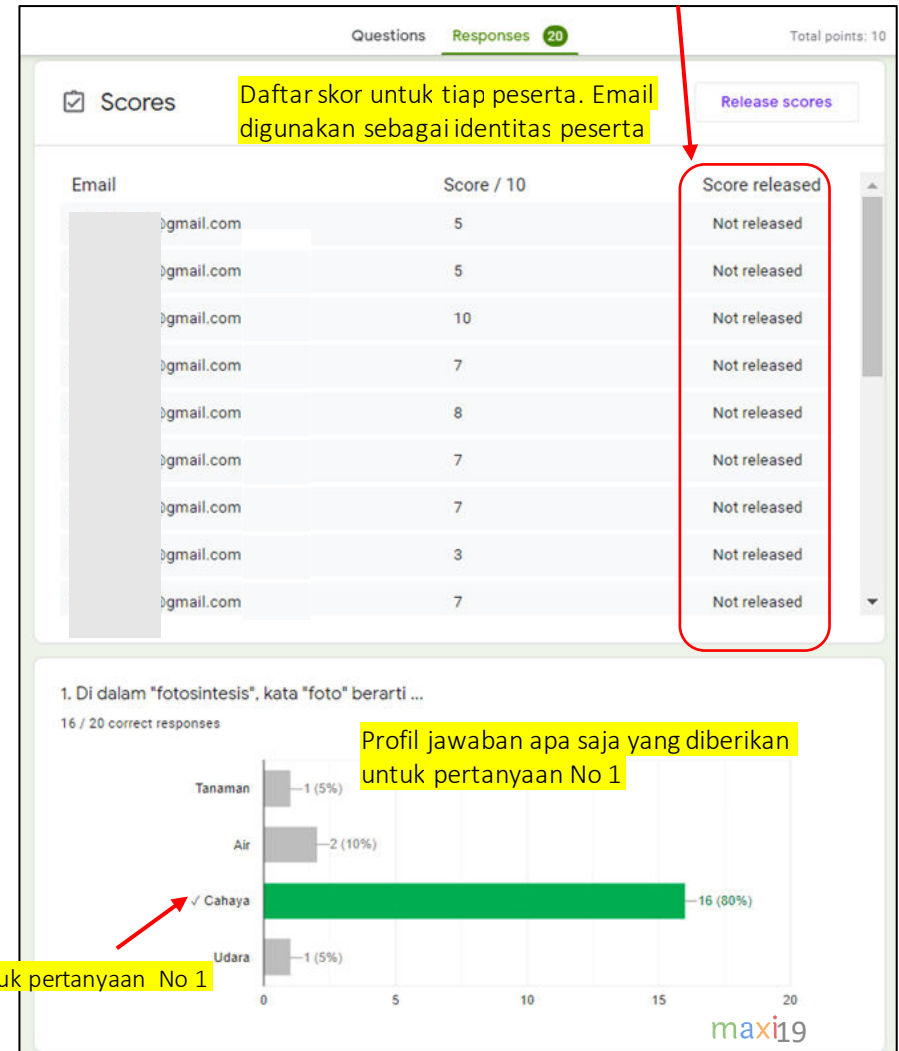 Questions Responses 20 Total points: 10
Scores
Daftar skor untuk tiap peserta. Email
digunakan sebagai identitas peserta
Release scores
Email Score / 10 Score released
@gmail.com 5 Not released
@gmail.com 5 Not released
@gmail.com 10 Not released
@gmail.com 7 Not released
@gmail.com 8 Not released
@gmail.com 7 Not released
@gmail.com 7 Not released
@gmail.com 3 Not released
@gmail.com 7 Not released
1. Di dalam "fotosintesis", kata "foto" berarti ...
16 / 20 correct responses
Profil jawaban apa saja yang diberikan
untuk pertanyaan No 1
Tanaman 1 (5%)
Air 2 (10%)
✓ Cahaya 16 (80%)
Udara 1 (5%)
uk pertanyaan No 1
0 5 10 15 20
maxi19